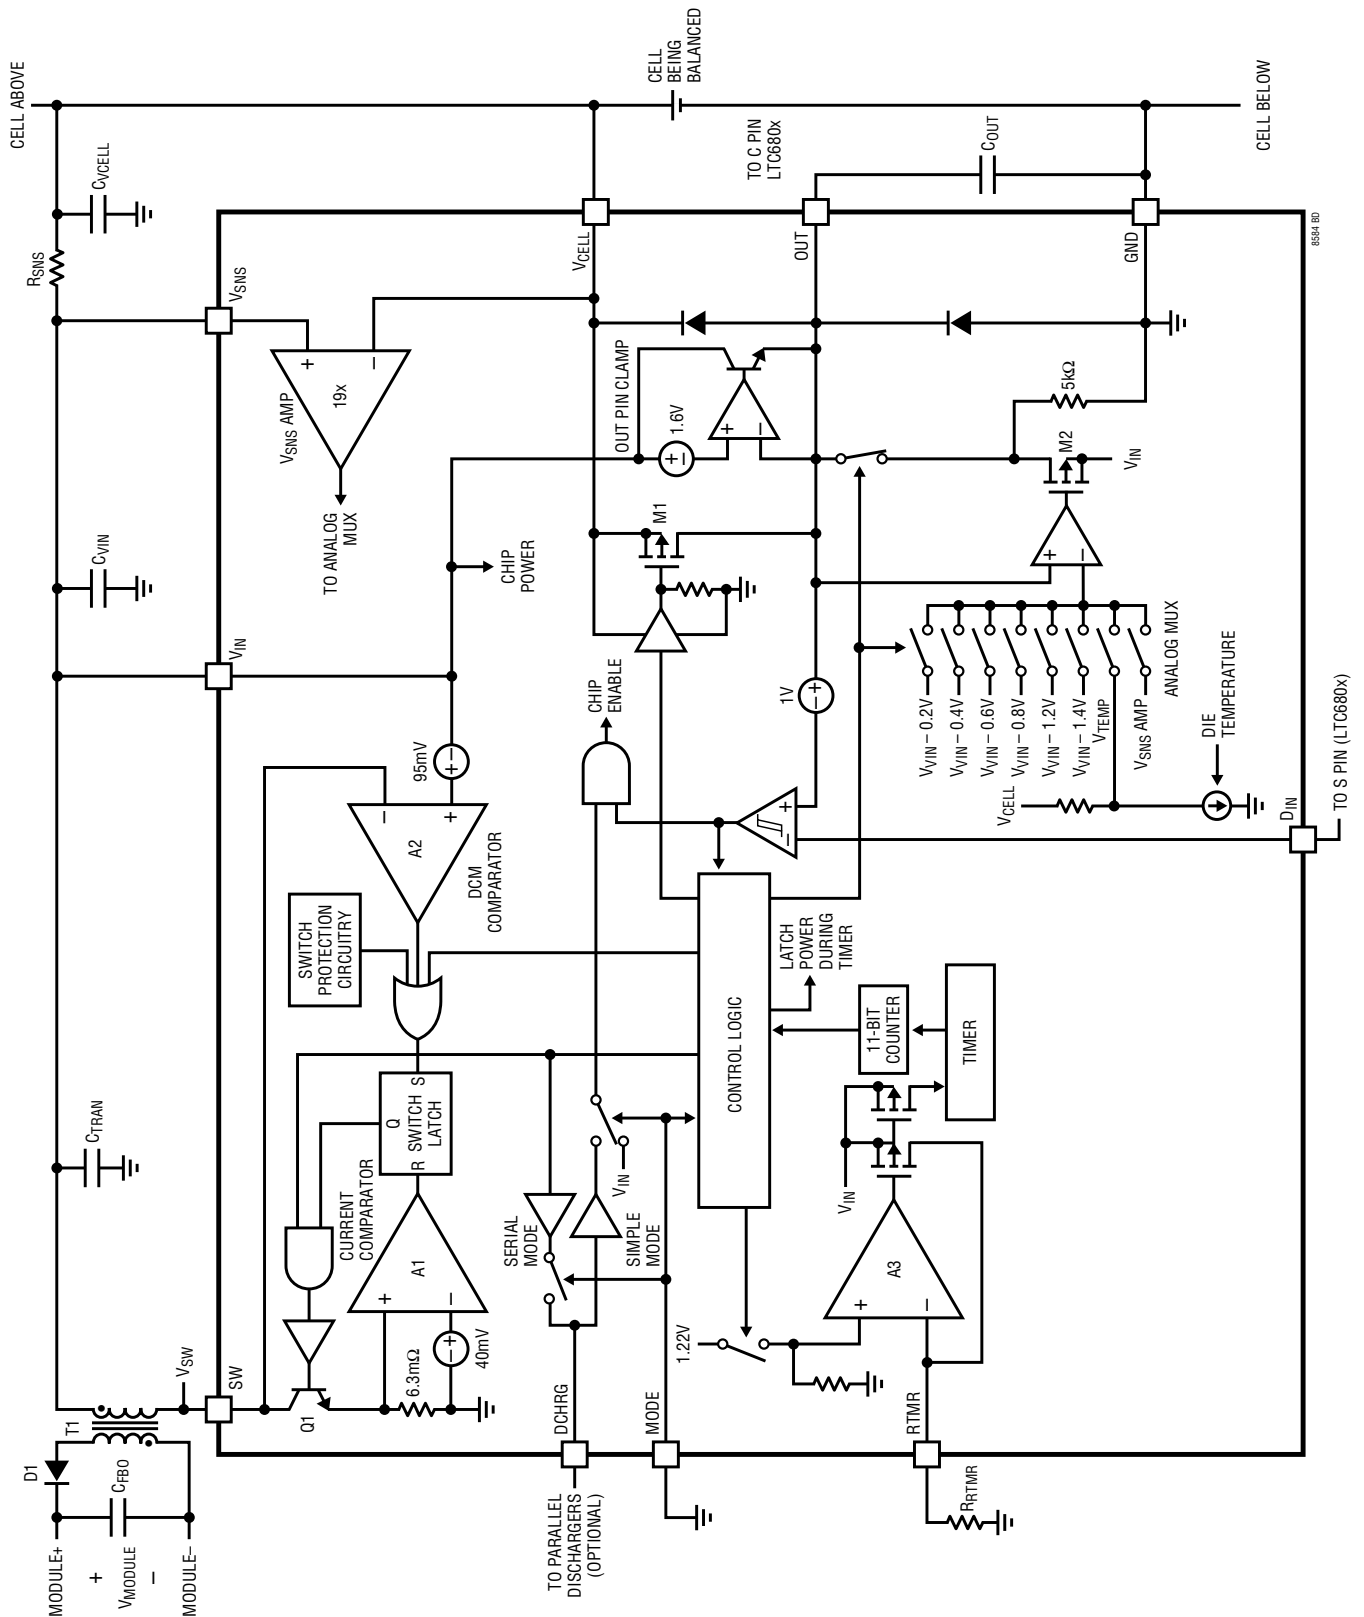 CELL ABOVE
CELL
BEING
BALANCED
CELL BELOW
CVCELL
RSNS
VSNS
VCELL
TO C PIN
LTC680x
COUT
OUT
GND
8584 BD
VSNS AMP
19x
+
–
TO ANALOG
MUX
OUT PIN CLAMP
1.6V
+ –
+
–
5kΩ
M2
VIN
+
–
M1
CVIN
VIN
CHIP
POWER
CHIP
ENABLE
1V
– +
VVIN – 0.2V
VVIN – 0.4V
VVIN – 0.6V
VVIN – 0.8V
VVIN – 1.2V
VVIN – 1.4V
VTEMP
VSNS AMP
ANALOG MUX
DIE
TEMPERATURE
VCELL
DIN
TO S PIN (LTC680x)
95mV
+ –
A2
–
+
DCM
COMPARATOR
–
+
SWITCH
PROTECTION
CIRCUITRY
CONTROL LOGIC
LATCH
POWER
DURING
TIMER
11-BIT
COUNTER
TIMER
CTRAN
R Q S
SWITCH
LATCH
CURRENT
COMPARATOR
A1
+
–
SERIAL
MODE
SIMPLE
MODE
VIN
VIN
A3
+
–
1.22V
T1
VSW
SW
Q1
6.3mΩ
40mV
– +
DCHRG
MODE
RTMR
RRTMR
D1
CFBO
MODULE+
+
VMODULE
–
MODULE–
TO PARALLEL
DISCHARGERS
(OPTIONAL)